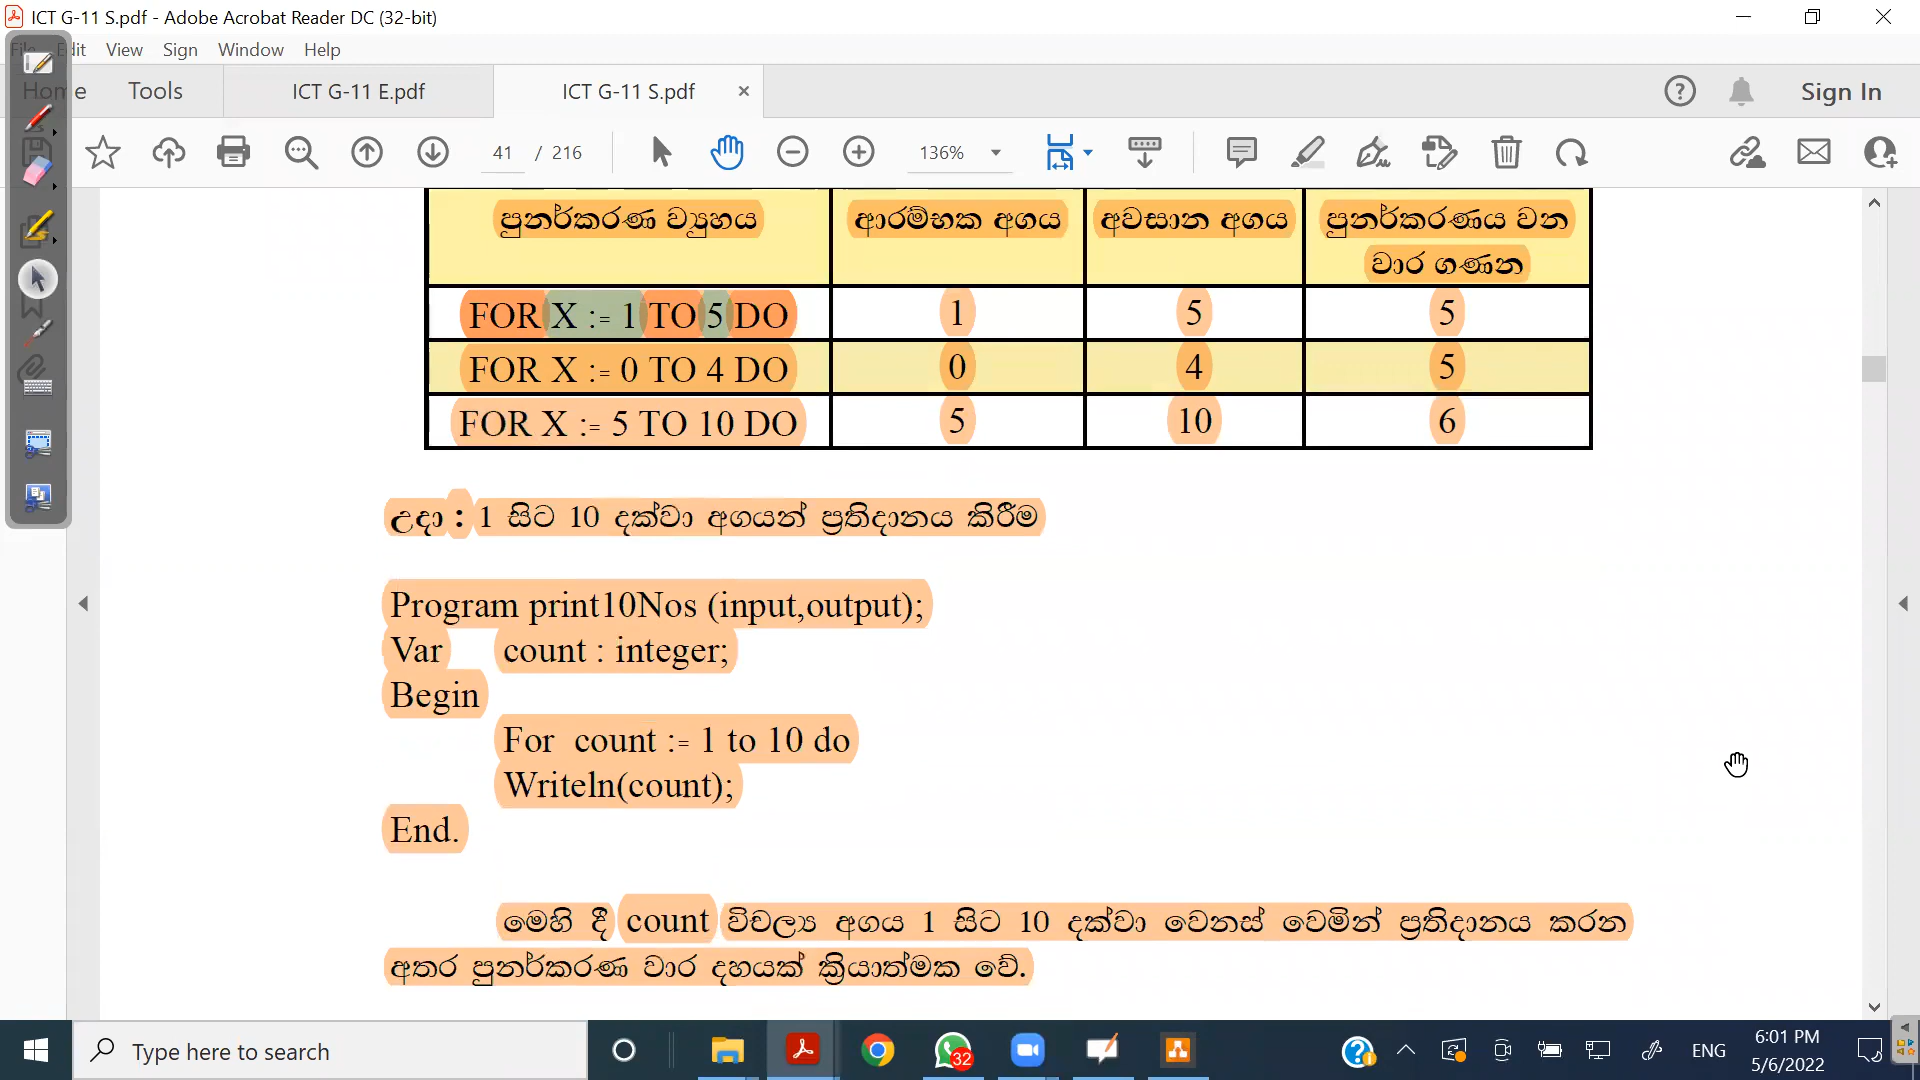 ICT G-11 S.pdf - Adobe Acrobat Reader DC (32-bit)
File Edit View Sign Window Help
Home Tools ICT G-11 E.pdf ICT G-11 S.pdf × Sign In
41 / 216 136%
පුනර්කරණ ව්‍යුහය ආරම්භක අගය අවසාන අගය පුනර්කරණය වන
වාර ගණන
FOR X := 1 TO 5 DO 1 5 5
FOR X := 0 TO 4 DO 0 4 5
FOR X := 5 TO 10 DO 5 10 6
උදා : 1 සිට 10 දක්වා අගයන් ප්‍රතිදානය කිරීම
Program print10Nos (input,output);
Var count : integer;
Begin
For count := 1 to 10 do
Writeln(count);
End.
මෙහි දී count විචල්‍ය අගය 1 සිට 10 දක්වා වෙනස් වෙමින් ප්‍රතිදානය කරන
අතර පුනර්කරණ වාර දහයක් ක්‍රියාත්මක වේ.
Type here to search 32 ENG 6:01 PM
5/6/2022